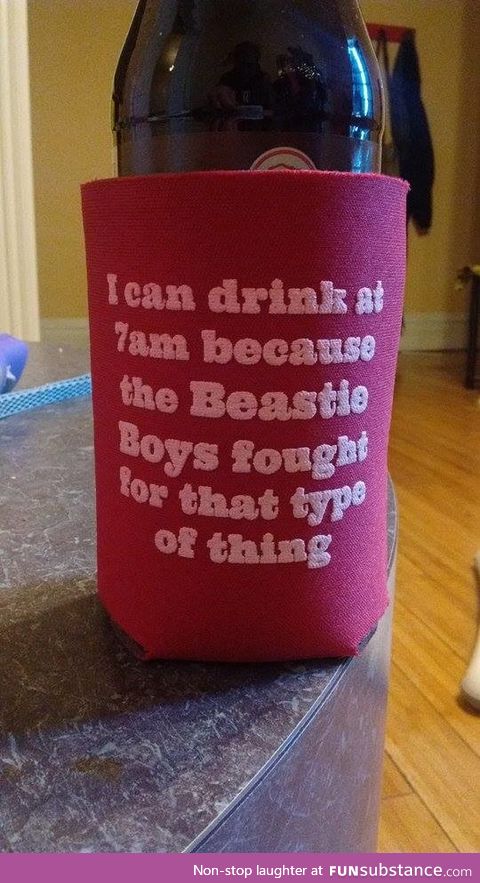 I can drink at
7am because
the Beastie
Boys fought
for that type
of thing
Non-stop laughter at FUNsubstance.com